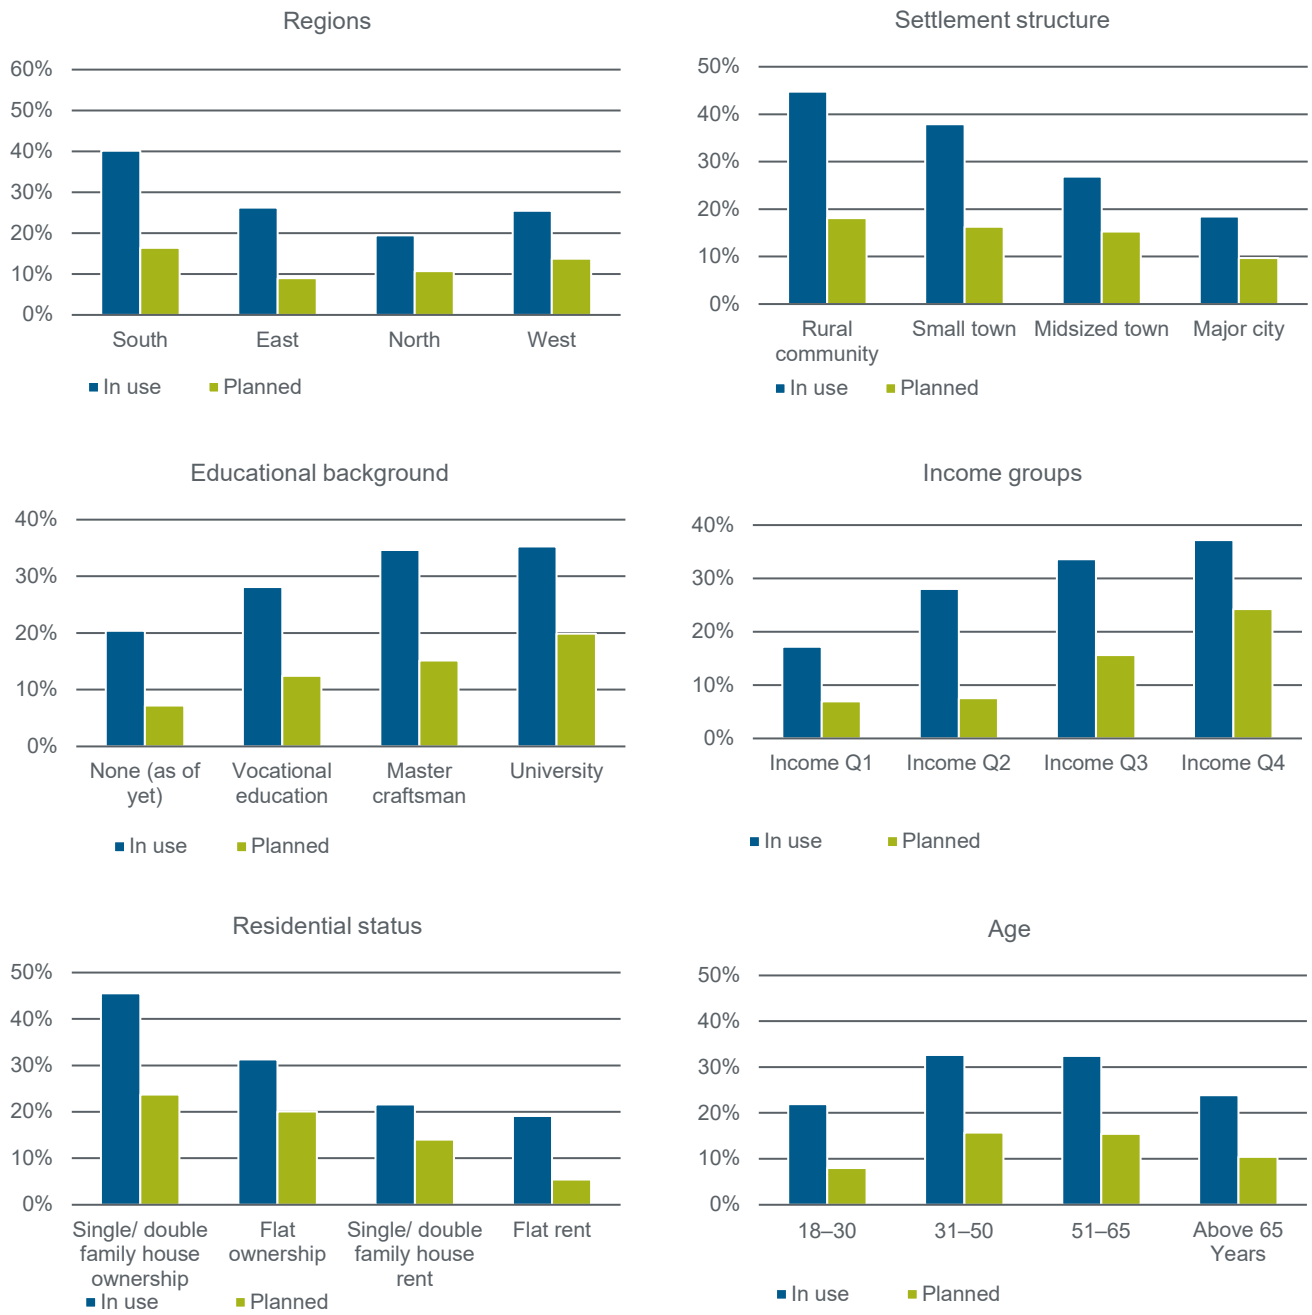 Regions
60%
50%
40%
30%
20%
10%
0%
South East North West
In use Planned
Settlement structure
50%
40%
30%
20%
10%
0%
Rural community Small town Midsized town Major city
In use Planned
Educational background
40%
30%
20%
10%
0%
None (as of yet) Vocational education Master craftsman University
In use Planned
Income groups
40%
30%
20%
10%
0%
Income Q1 Income Q2 Income Q3 Income Q4
In use Planned
Residential status
50%
40%
30%
20%
10%
0%
Single/ double family house ownership Flat ownership Single/ double family house rent Flat rent
In use Planned
Age
50%
40%
30%
20%
10%
0%
18–30 31–50 51–65 Above 65 Years
In use Planned